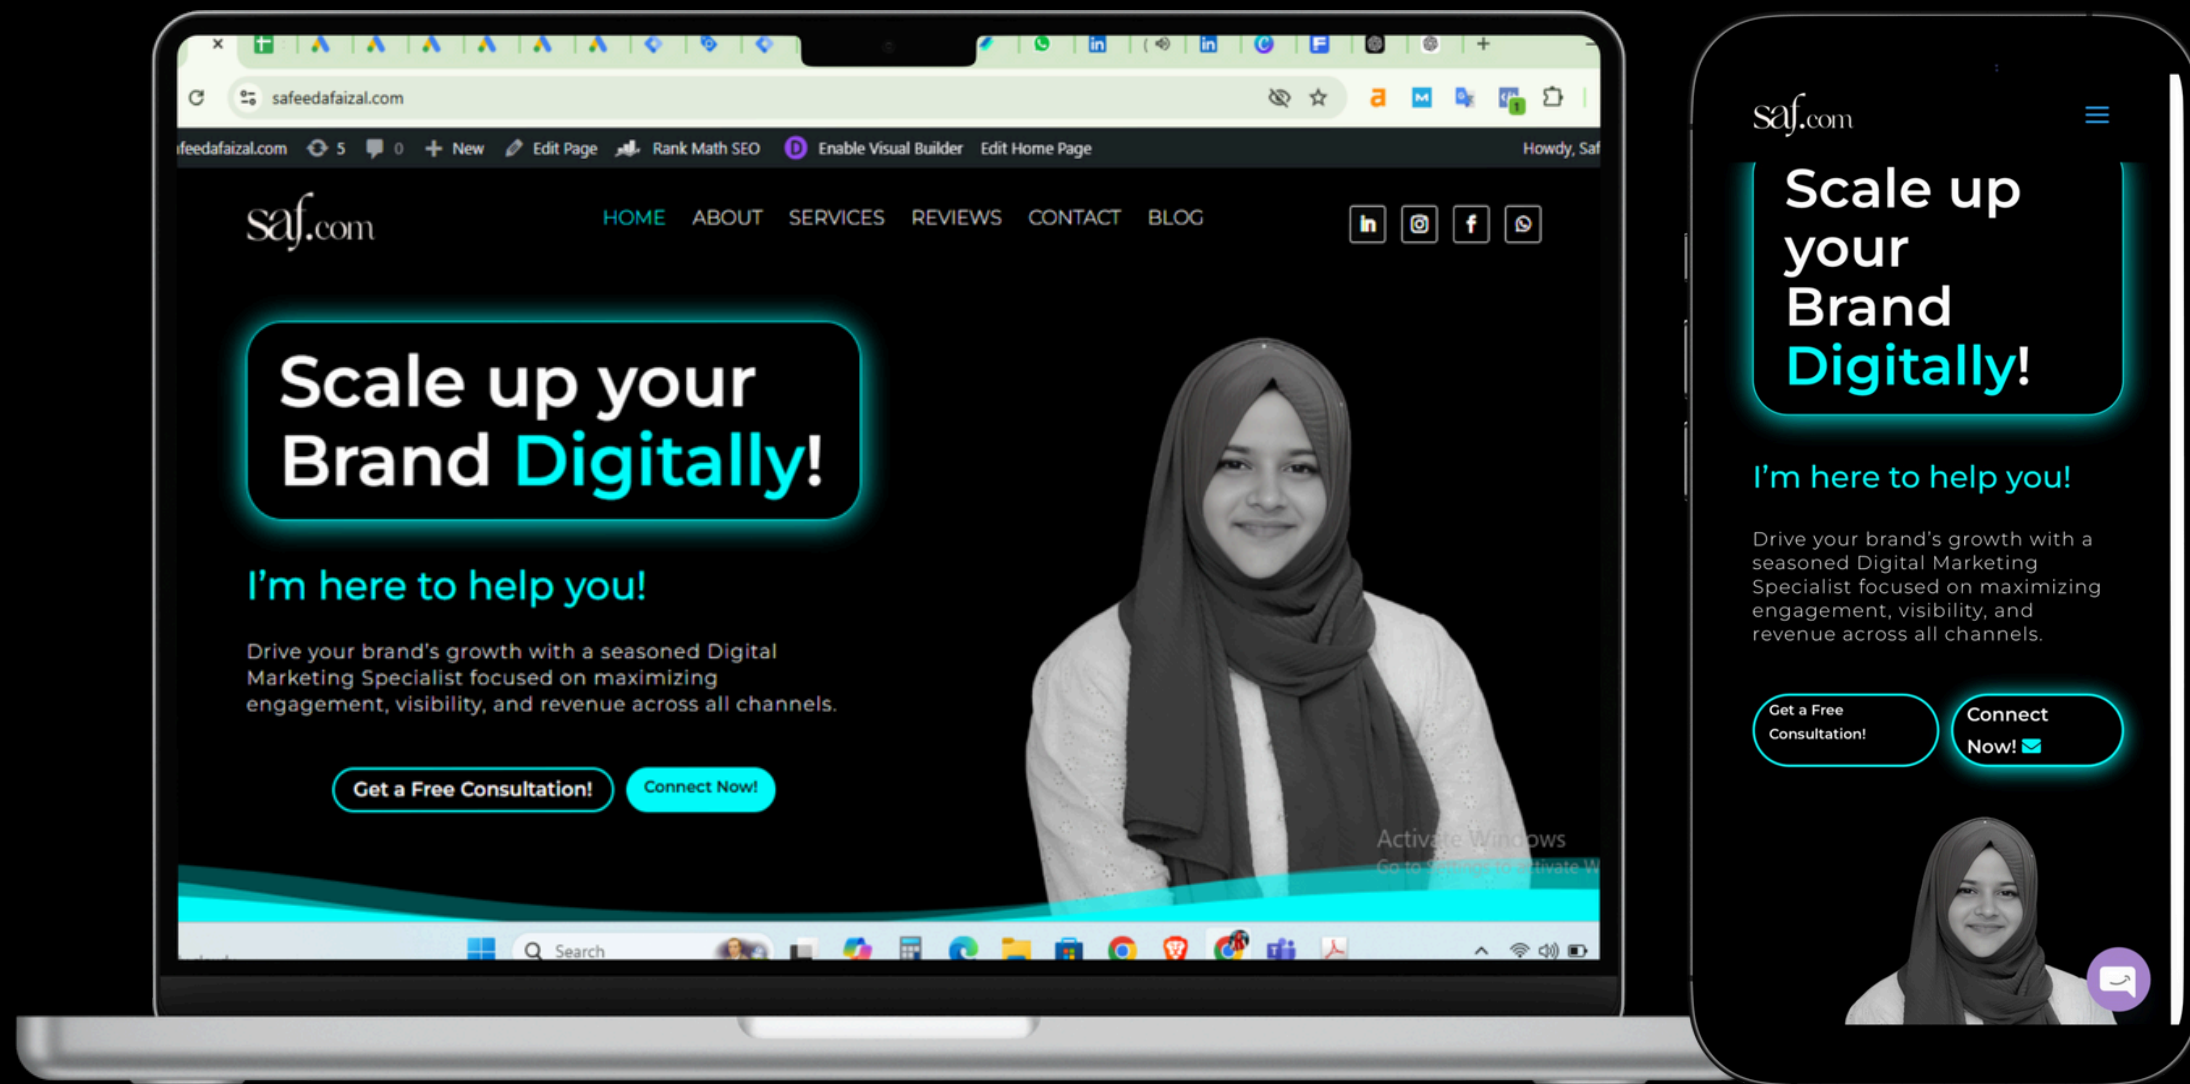 safeedafaizal.com
feedafaizal.com 5 0 New Edit Page Rank Math SEO D Enable Visual Builder Edit Home Page Howdy, Saf
saf.com
HOME ABOUT SERVICES REVIEWS CONTACT BLOG
Scale up your
Brand Digitally!
I'm here to help you!
Drive your brand's growth with a seasoned Digital
Marketing Specialist focused on maximizing
engagement, visibility, and revenue across all channels.
Get a Free Consultation! Connect Now!
Activate Windows
Go to Settings to activate W
Search
saf.com
Scale up
your
Brand
Digitally!
I'm here to help you!
Drive your brand's growth with a
seasoned Digital Marketing
Specialist focused on maximizing
engagement, visibility, and
revenue across all channels.
Get a Free
Consultation!
Connect
Now!